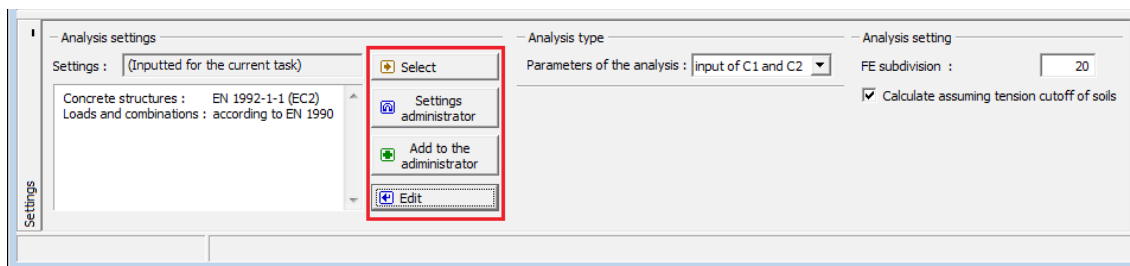 Analysis settings
Settings : (Inputted for the current task)
Concrete structures : EN 1992-1-1 (EC2)
Loads and combinations : according to EN 1990
Select
Settings
administrator
Add to the
adiministrator
Edit
Analysis type
Parameters of the analysis : input of C1 and C2
Analysis setting
FE subdivision : 20
Calculate assuming tension cutoff of soils
Settings